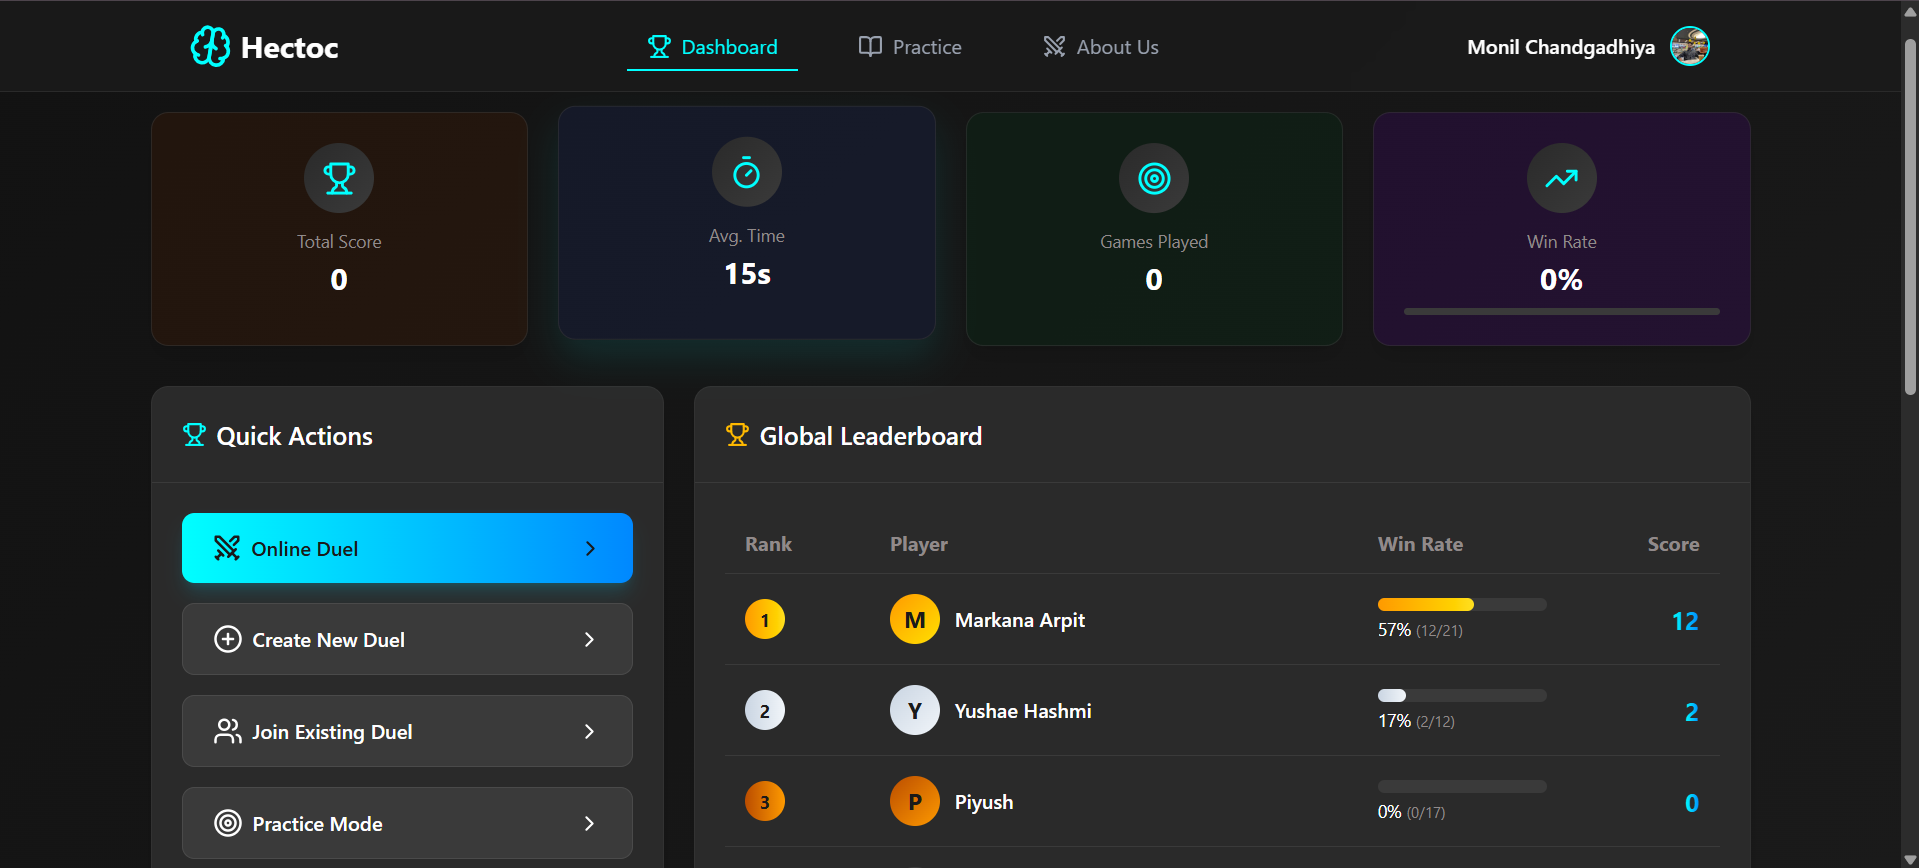 Hectoc
Dashboard
Practice
About Us
Monil Chandgadhiya
Total Score
0
Avg. Time
15s
Games Played
0
Win Rate
0%
Quick Actions
Online Duel
Create New Duel
Join Existing Duel
Practice Mode
Global Leaderboard
Rank Player Win Rate Score
1 M Markana Arpit 57% (12/21) 12
2 Y Yushae Hashmi 17% (2/12) 2
3 P Piyush 0% (0/17) 0